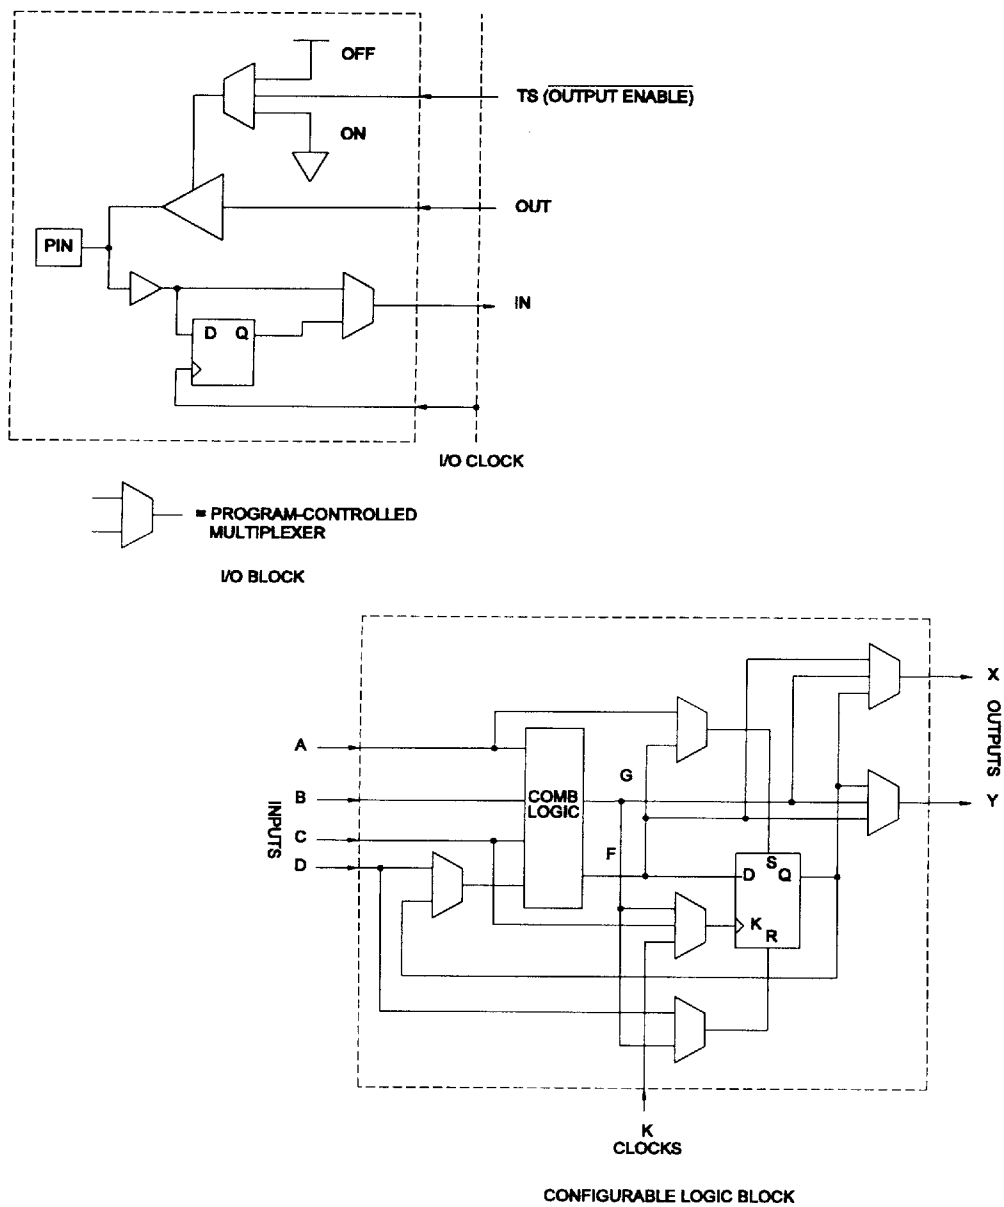 OFF
TS (OUTPUT ENABLE)
ON
OUT
PIN
IN
D Q
I/O CLOCK
= PROGRAM-CONTROLLED
MULTIPLEXER
I/O BLOCK
X
OUTPUTS
Y
A
B
C
D
INPUTS
COMB
LOGIC
G
F
S
D Q
K
R
K
CLOCKS
CONFIGURABLE LOGIC BLOCK